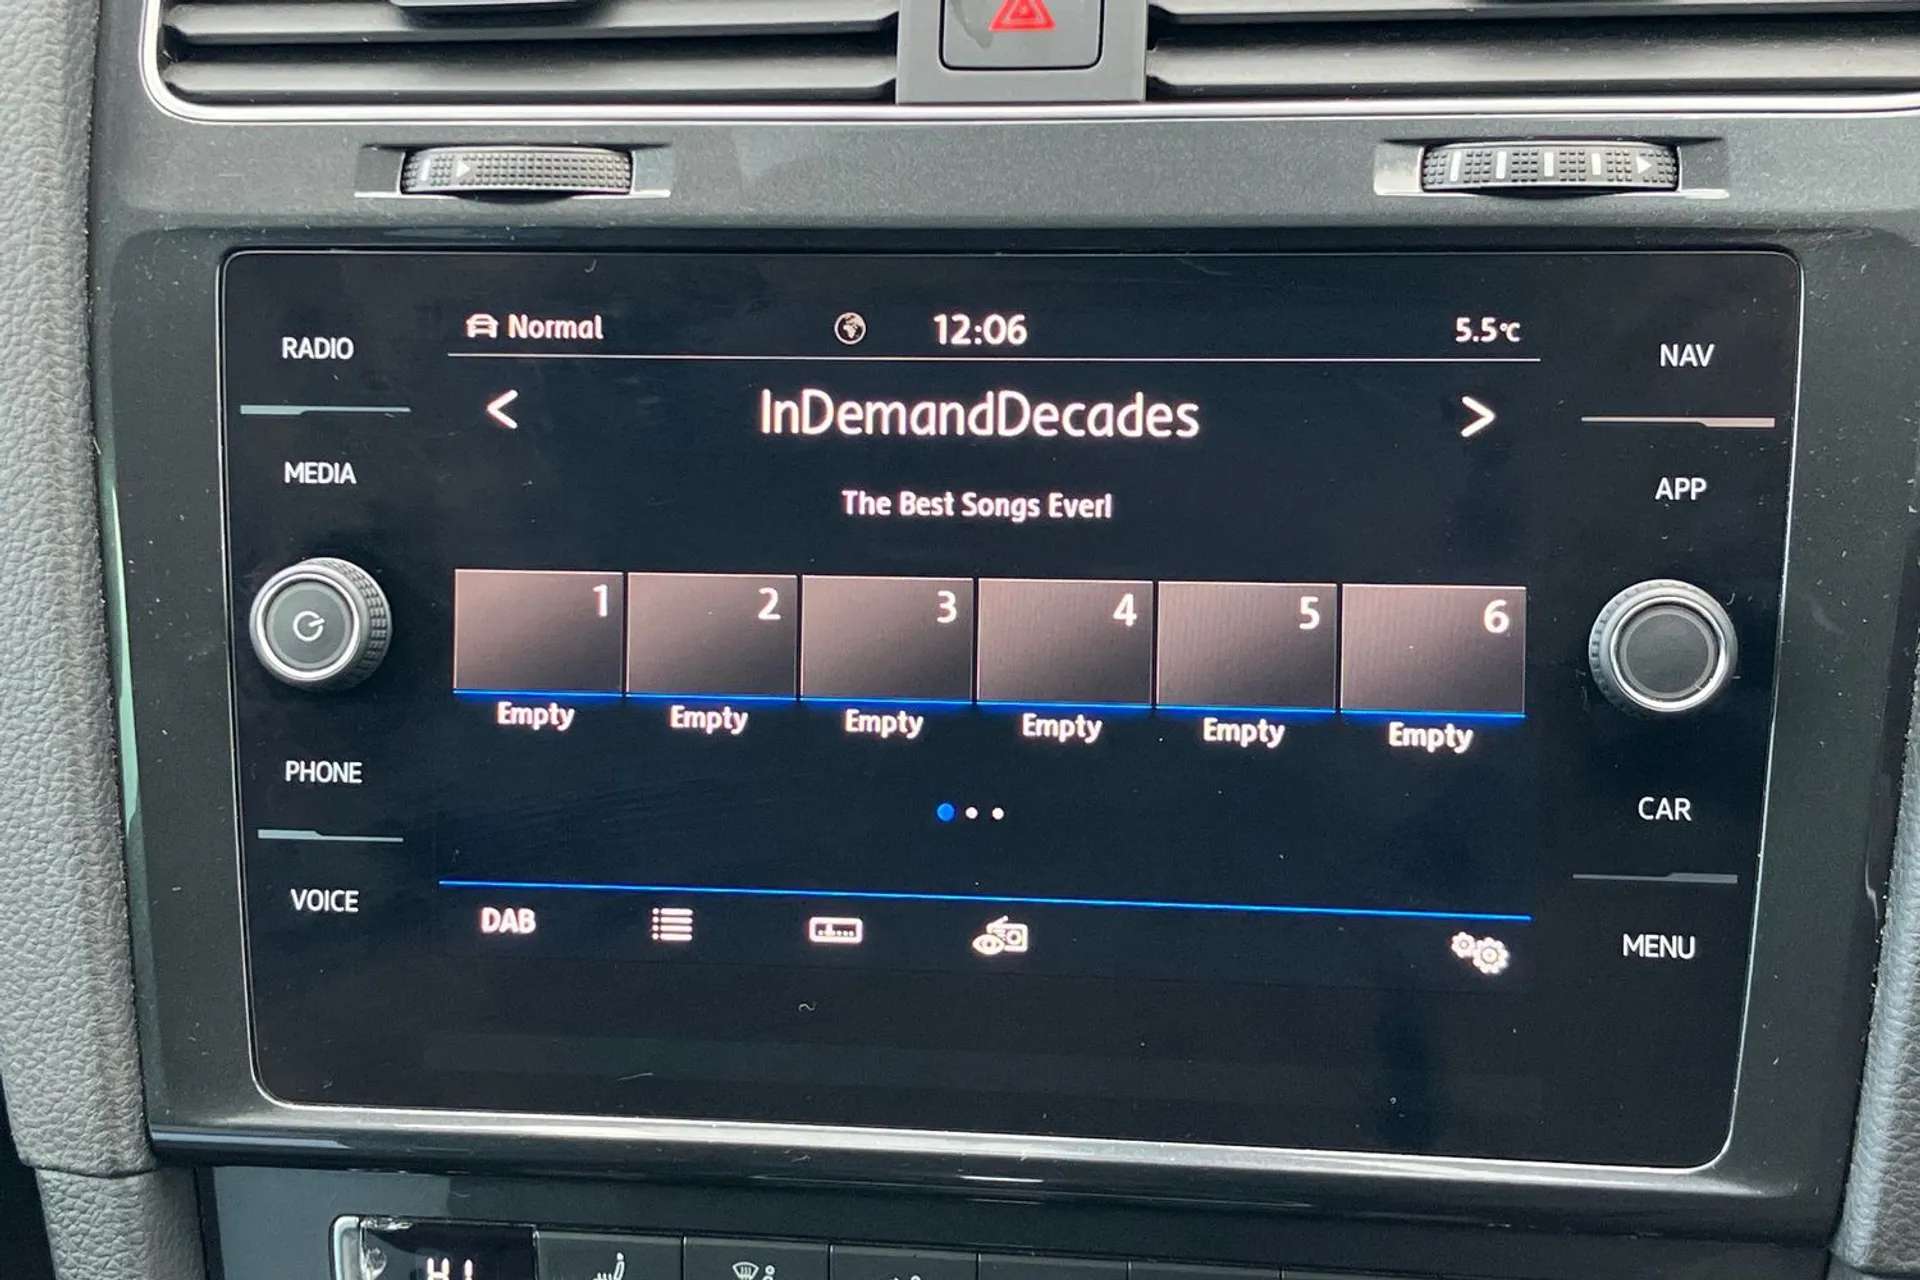 RADIO
MEDIA
PHONE
VOICE
Normal
12:06
5.5°C
InDemandDecades
The Best Songs Ever!
1 2 3 4 5 6
Empty Empty Empty Empty Empty Empty
DAB
NAV
APP
CAR
MENU
HI